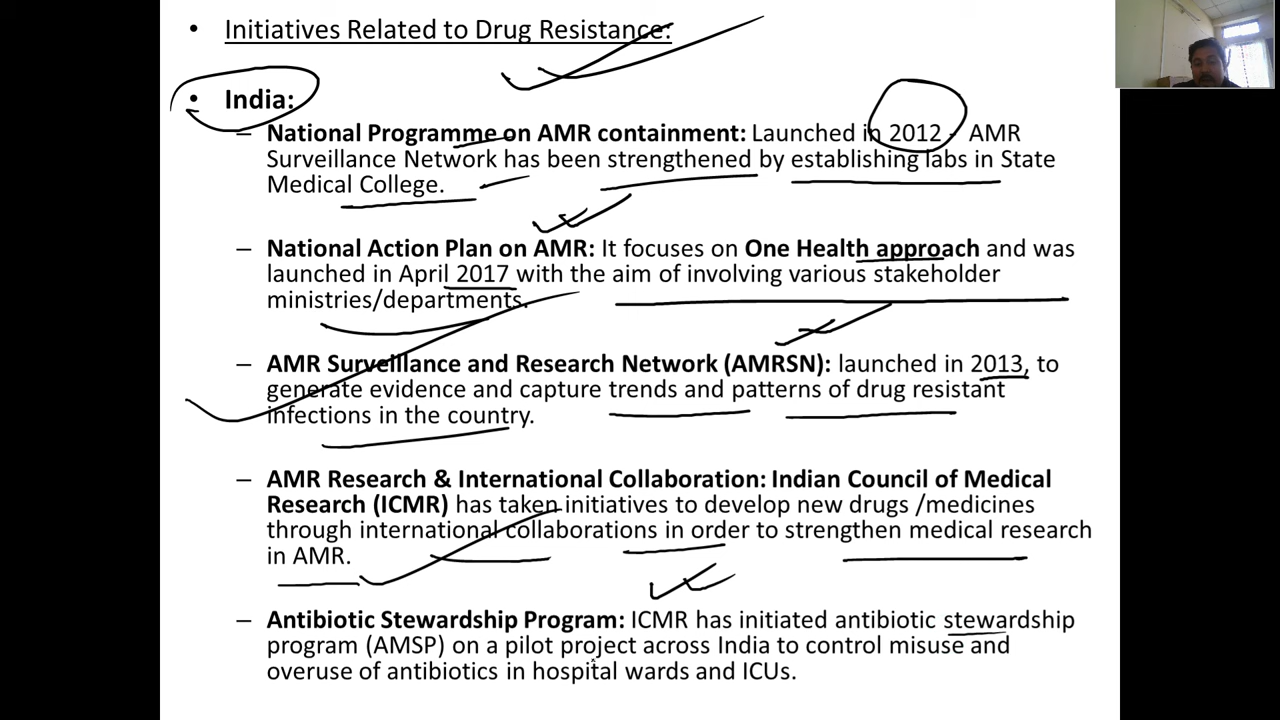 • Initiatives Related to Drug Resistance:
• India:
– National Programme on AMR containment: Launched in 2012 - AMR
Surveillance Network has been strengthened by establishing labs in State
Medical College.
– National Action Plan on AMR: It focuses on One Health approach and was
launched in April 2017 with the aim of involving various stakeholder
ministries/departments.
– AMR Surveillance and Research Network (AMRSN): launched in 2013, to
generate evidence and capture trends and patterns of drug resistant
infections in the country.
– AMR Research & International Collaboration: Indian Council of Medical
Research (ICMR) has taken initiatives to develop new drugs /medicines
through international collaborations in order to strengthen medical research
in AMR.
– Antibiotic Stewardship Program: ICMR has initiated antibiotic stewardship
program (AMSP) on a pilot project across India to control misuse and
overuse of antibiotics in hospital wards and ICUs.